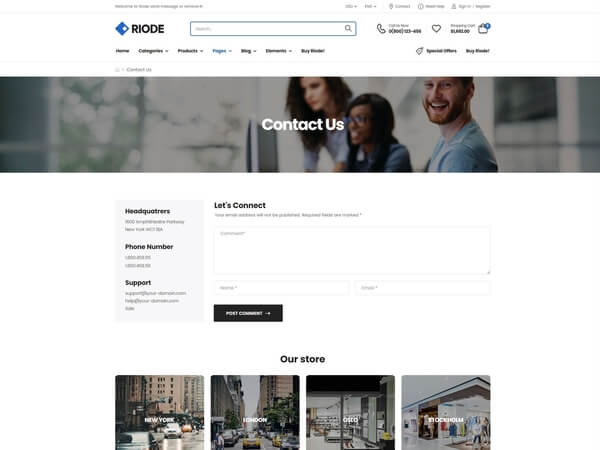 Welcome to Riode store message or remove it!
USD
ENG
Contact
Need Help
Sign in / Register
RIODE
Search...
Call Us Now:
0(800) 123-456
Shopping Cart:
Home
Categories
Products
Pages
Blog
Elements
Buy Riode!
Special Offers
Buy Riode!
Contact Us
Contact Us
Headquatrers
1600 Amphitheatre Parkway
New York WC1 1BA
Phone Number
1.800.458.56
1.800.458.56
Support
support@your-domain.com
help@your-domain.com
Sale
Let's Connect
Your email address will not be published. Required fields are marked *
Comment*
Name *
Email *
POST COMMENT
Our store
NEW YORK
LONDON
OSLO
STOCKHOLM